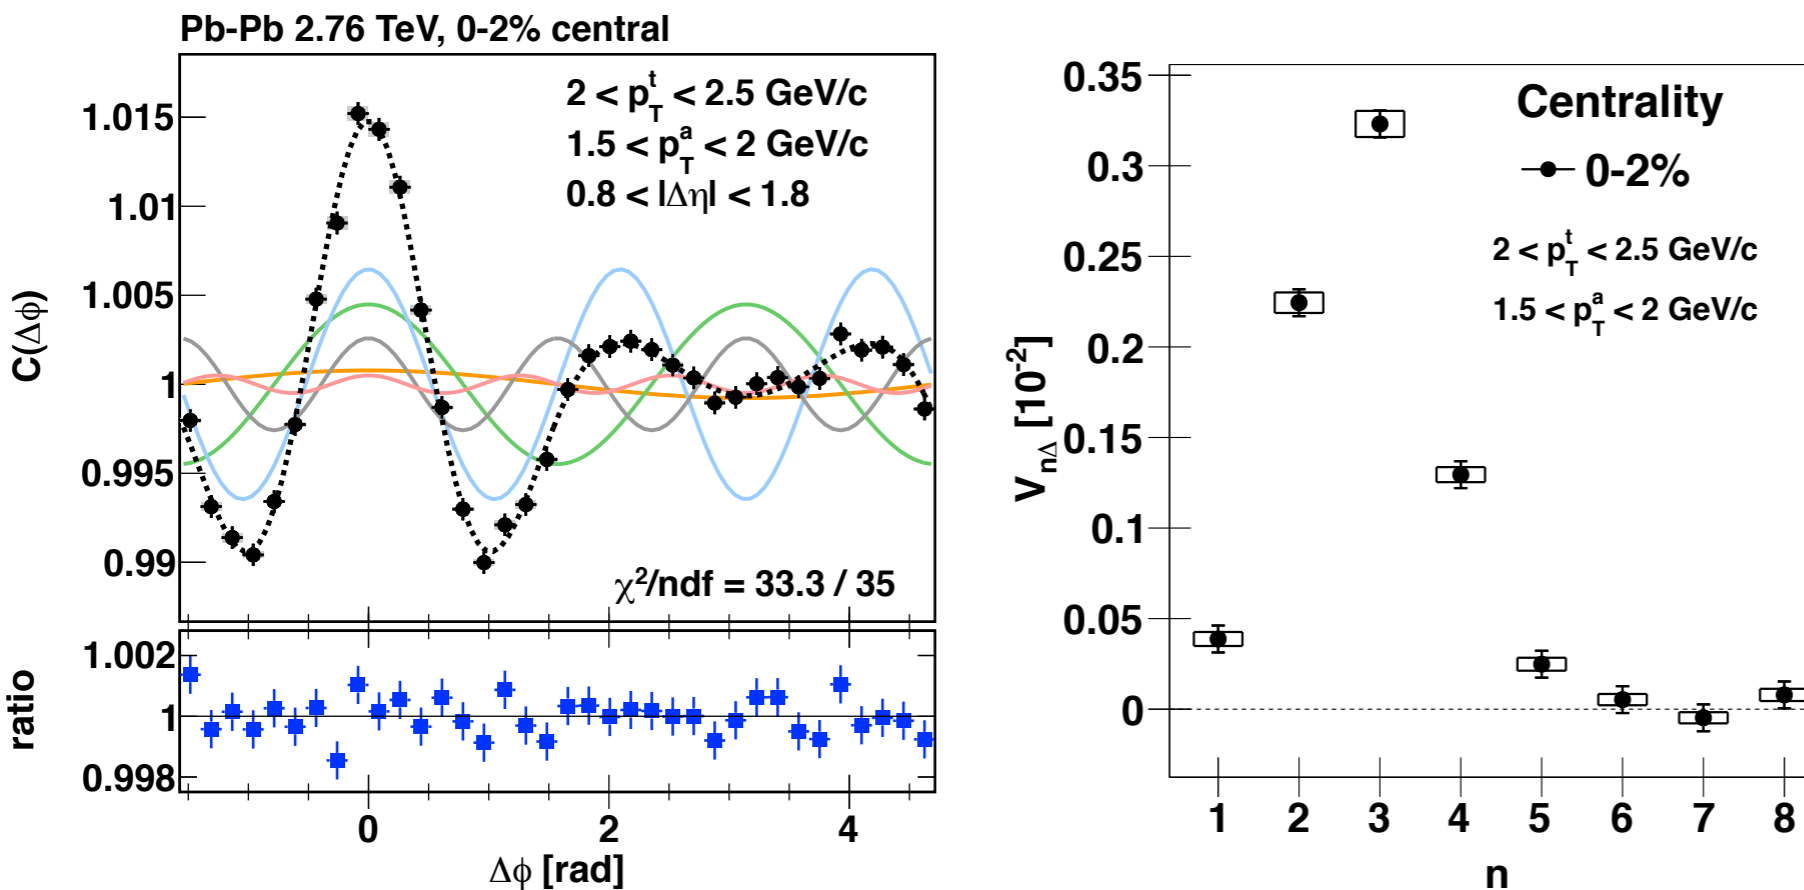 Pb-Pb 2.76 TeV, 0-2% central
2 < p_T^t < 2.5 GeV/c
1.5 < p_T^a < 2 GeV/c
0.8 < |Δη| < 1.8
C(Δϕ)
1.015
1.01
1.005
1
0.995
0.99
χ²/ndf = 33.3 / 35
ratio
1.002
1
0.998
0 2 4
Δϕ [rad]
V_nΔ [10⁻²]
0.35
0.3
0.25
0.2
0.15
0.1
0.05
0
Centrality
0-2%
2 < p_T^t < 2.5 GeV/c
1.5 < p_T^a < 2 GeV/c
1 2 3 4 5 6 7 8
n